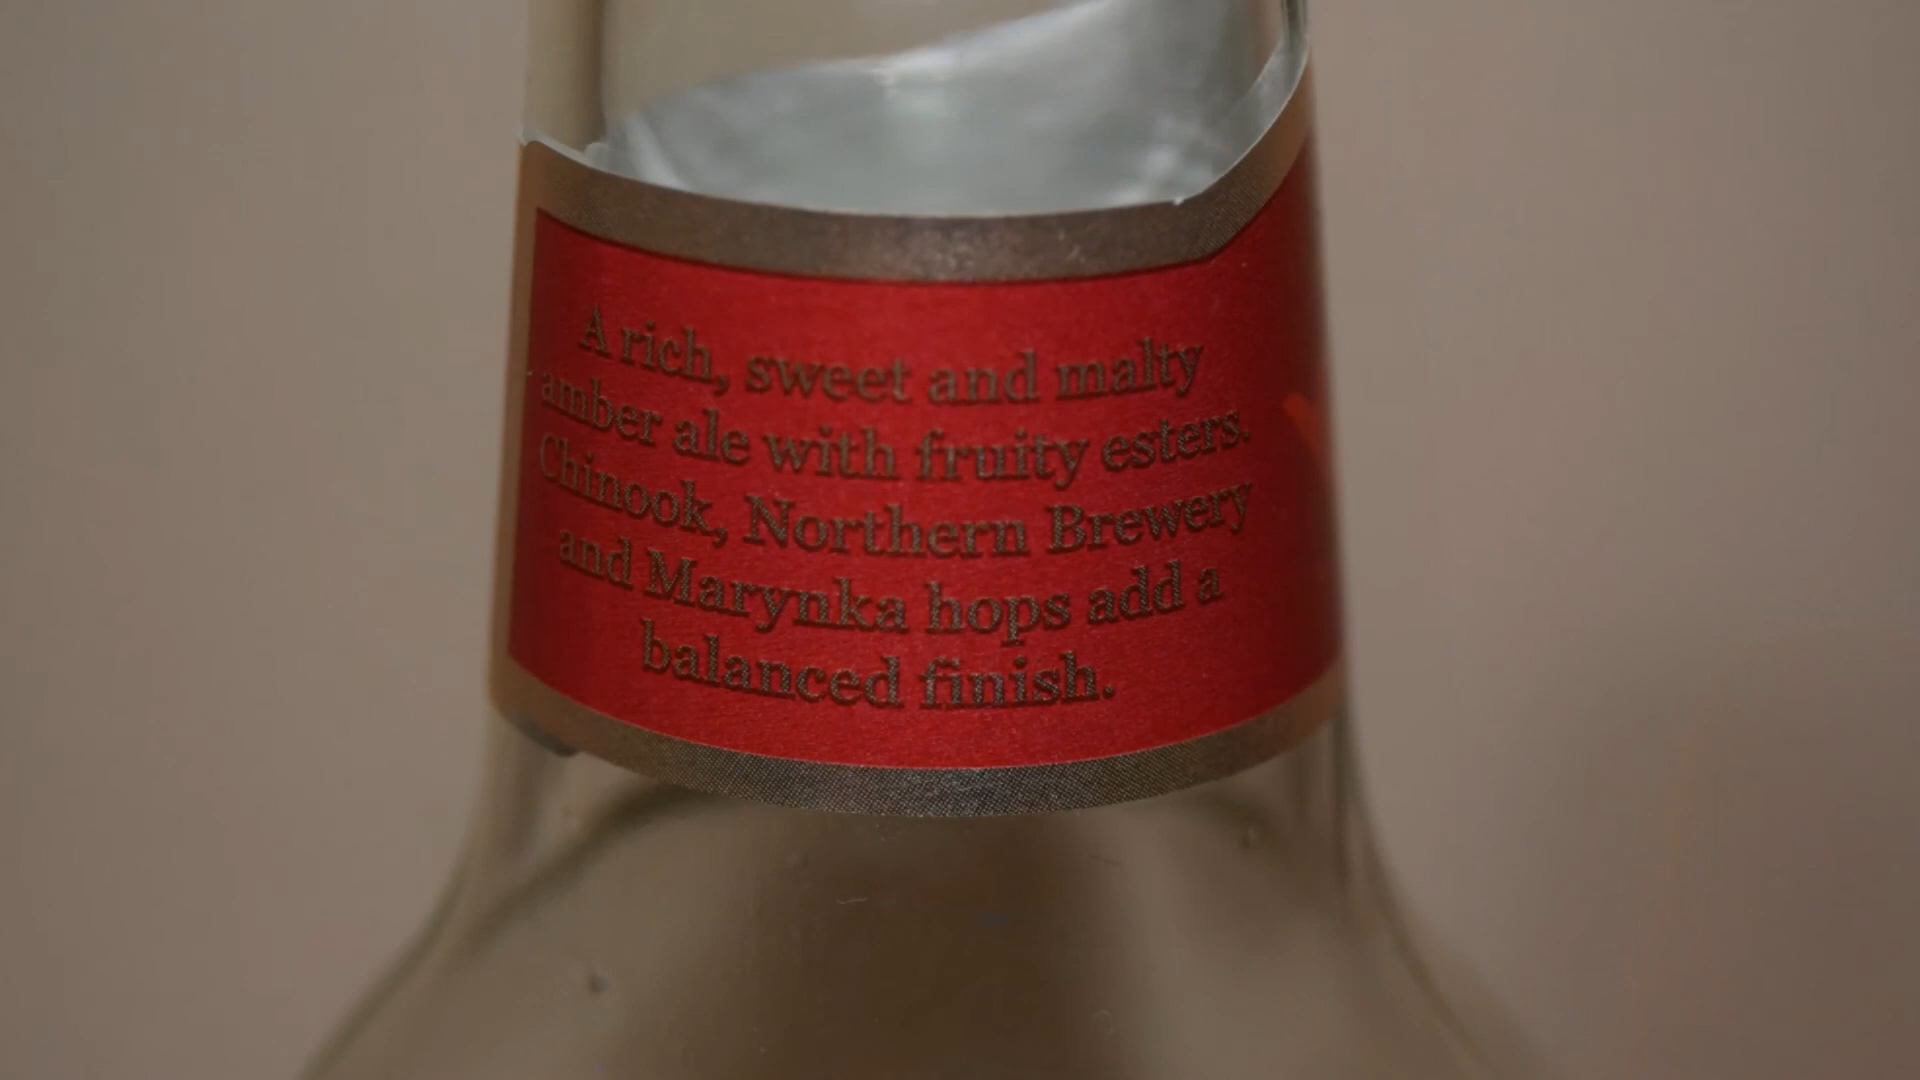 A rich, sweet and malty
amber ale with fruity esters.
Chinook, Northern Brewery
and Marynka hops add a
balanced finish.